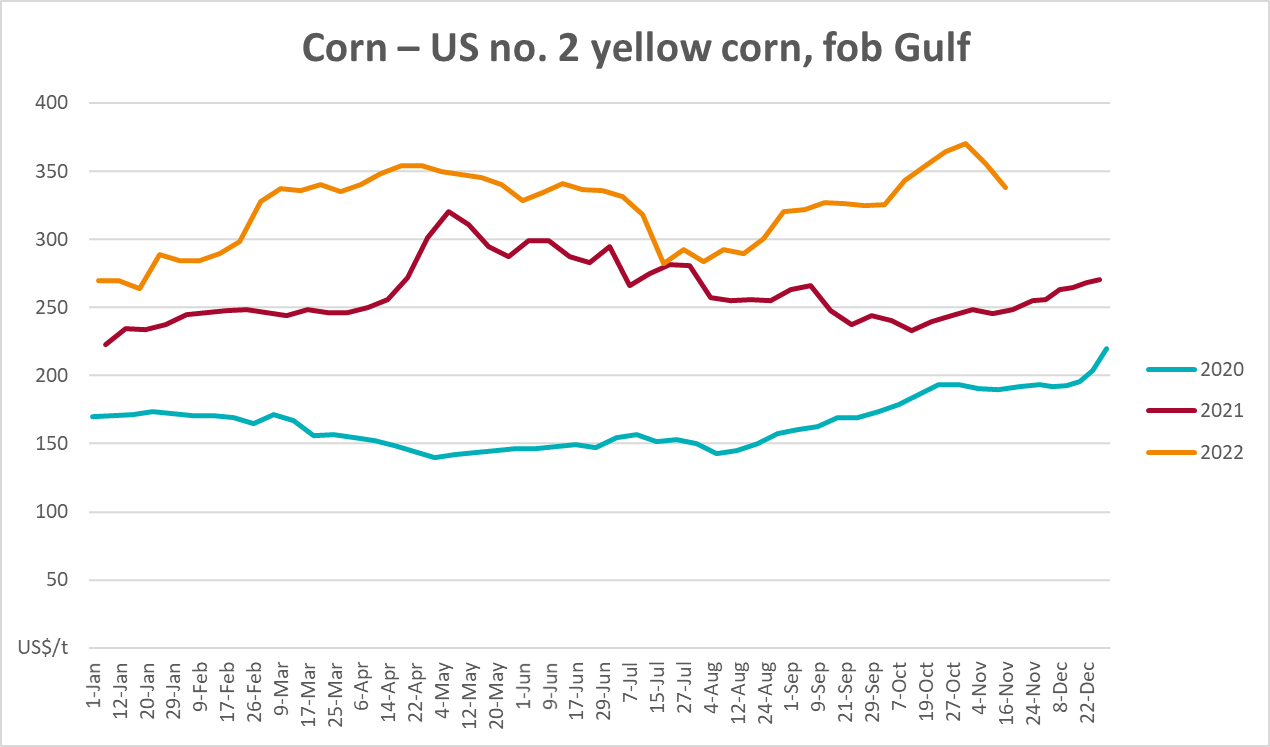 Corn – US no. 2 yellow corn, fob Gulf
400
350
300
250
200
150
100
50
US$/t
2020
2021
2022
1-Jan
12-Jan
20-Jan
29-Jan
9-Feb
17-Feb
26-Feb
9-Mar
17-Mar
25-Mar
6-Apr
14-Apr
22-Apr
4-May
12-May
20-May
1-Jun
9-Jun
17-Jun
29-Jun
7-Jul
15-Jul
27-Jul
4-Aug
12-Aug
24-Aug
1-Sep
9-Sep
21-Sep
29-Sep
7-Oct
19-Oct
27-Oct
4-Nov
16-Nov
24-Nov
8-Dec
22-Dec